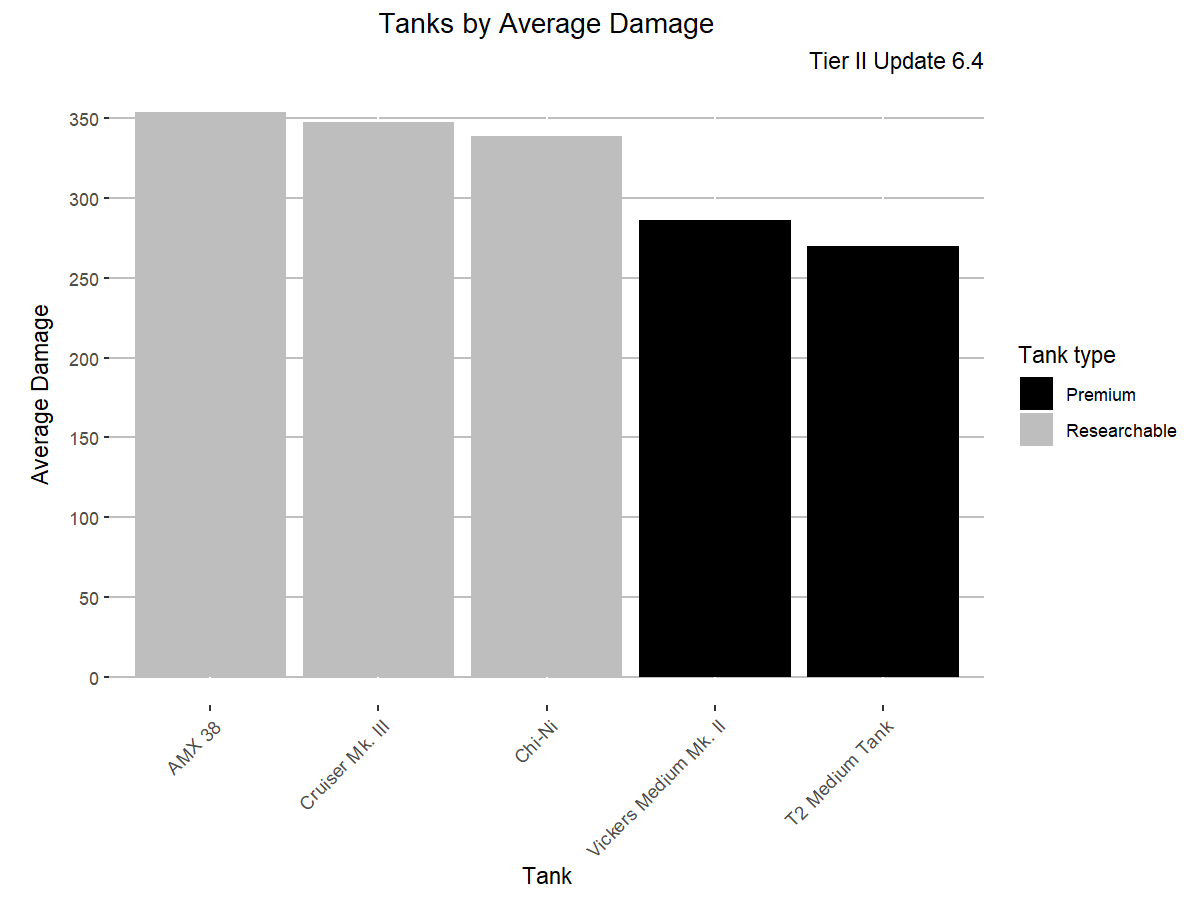 Tanks by Average Damage
Tier II Update 6.4
Average Damage
350
300
250
200
150
100
50
0
AMX 38
Cruiser Mk. III
Chi-Ni
Vickers Medium Mk. II
T2 Medium Tank
Tank
Tank type
Premium
Researchable